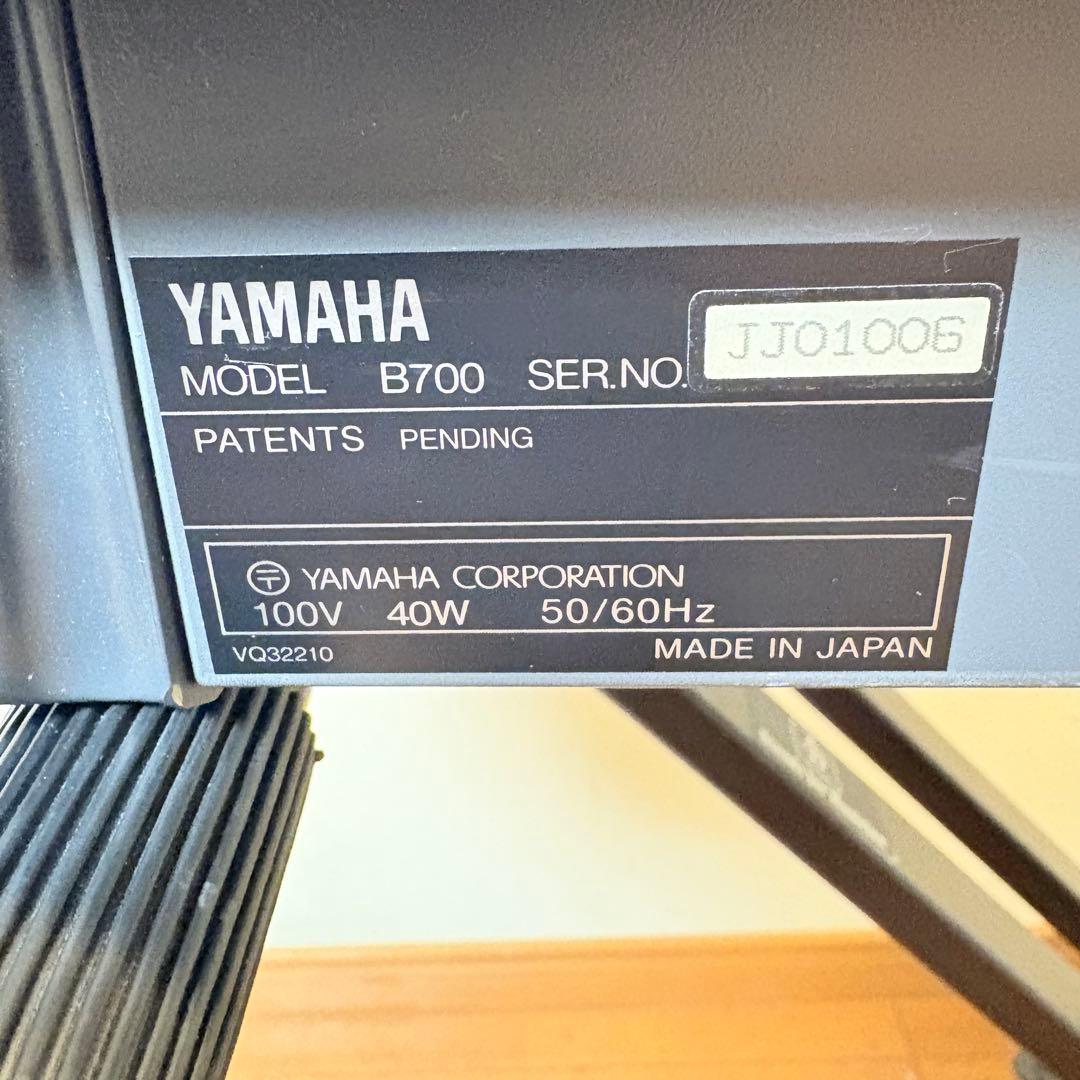 YAMAHA
MODEL B700 SER.NO. JJ01006
PATENTS PENDING
〒 YAMAHA CORPORATION
100V 40W 50/60Hz
VQ32210 MADE IN JAPAN